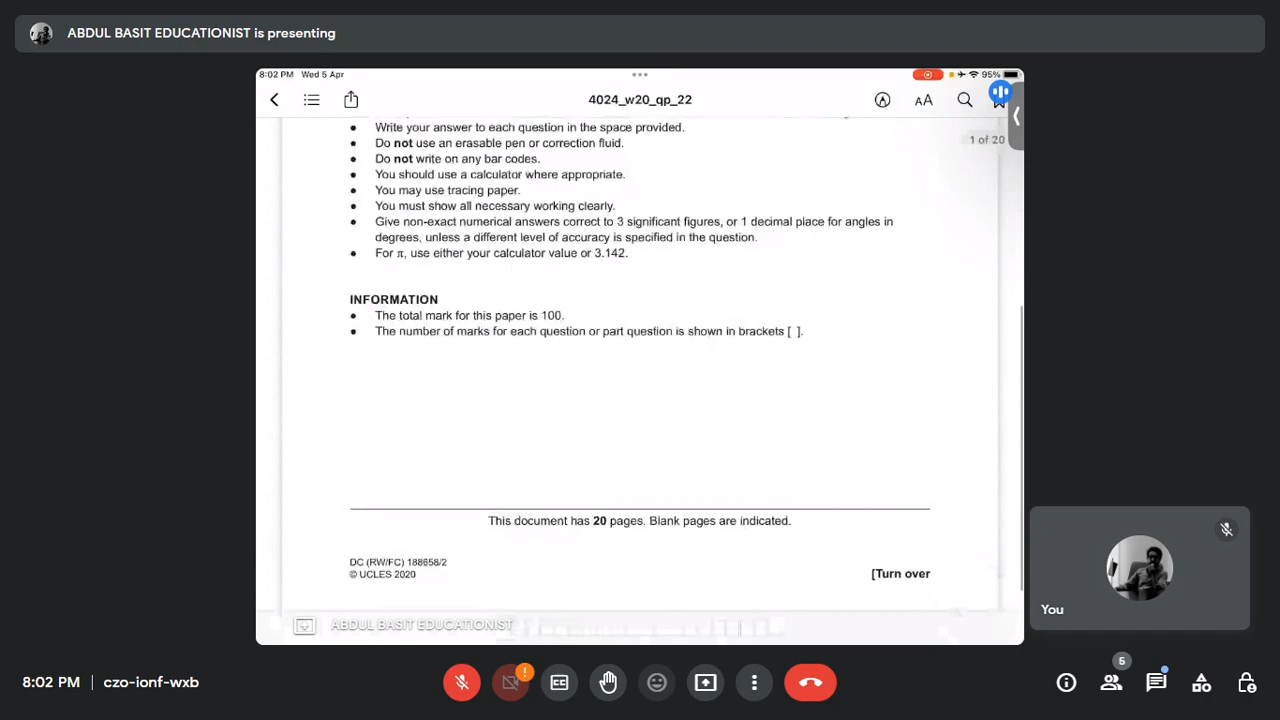 ABDUL BASIT EDUCATIONIST is presenting
8:02 PM Wed 5 Apr
95%
4024_w20_qp_22
AA
1 of 20
• Write your answer to each question in the space provided.
• Do not use an erasable pen or correction fluid.
• Do not write on any bar codes.
• You should use a calculator where appropriate.
• You may use tracing paper.
• You must show all necessary working clearly.
• Give non-exact numerical answers correct to 3 significant figures, or 1 decimal place for angles in
degrees, unless a different level of accuracy is specified in the question.
• For π, use either your calculator value or 3.142.
INFORMATION
• The total mark for this paper is 100.
• The number of marks for each question or part question is shown in brackets [ ].
This document has 20 pages. Blank pages are indicated.
DC (RW/FC) 188658/2
© UCLES 2020
[Turn over
ABDUL BASIT EDUCATIONIST
You
8:02 PM | czo-ionf-wxb
CC
5